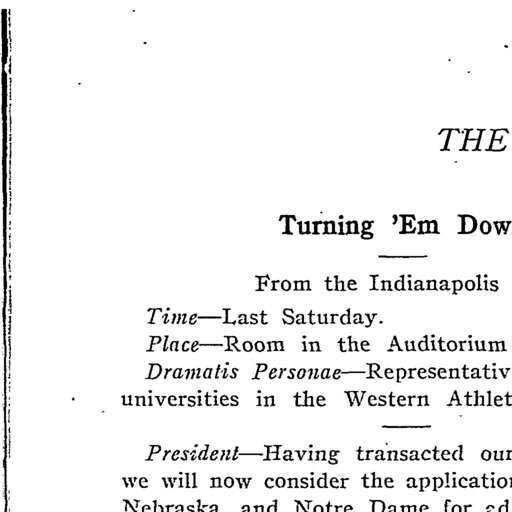 THE
Turning 'Em Dow
From the Indianapolis
Time—Last Saturday.
Place—Room in the Auditorium
Dramatis Personae—Representativ
universities in the Western Athlet
President—Having transacted our
we will now consider the applicatio
Nebraska, and Notre Dame for ad